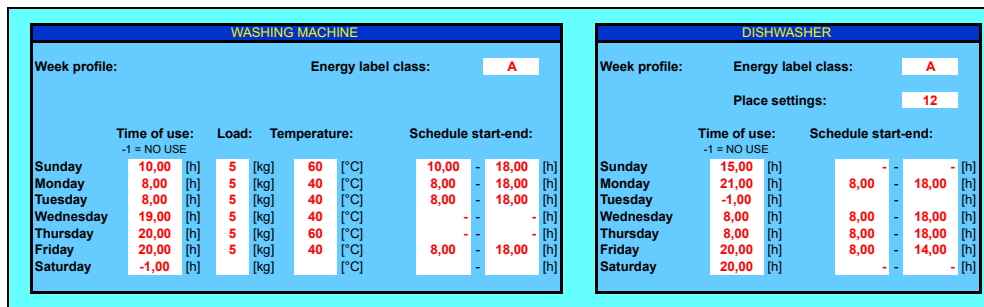 WASHING MACHINE
Week profile: Energy label class: A
Time of use: Load: Temperature: Schedule start-end:
-1 = NO USE
Sunday 10,00 [h] 5 [kg] 60 [°C] 10,00 - 18,00 [h]
Monday 8,00 [h] 5 [kg] 40 [°C] 8,00 - 18,00 [h]
Tuesday 8,00 [h] 5 [kg] 40 [°C] 8,00 - 18,00 [h]
Wednesday 19,00 [h] 5 [kg] 40 [°C] - - - [h]
Thursday 20,00 [h] 5 [kg] 60 [°C] - - - [h]
Friday 20,00 [h] 5 [kg] 40 [°C] 8,00 - 18,00 [h]
Saturday -1,00 [h] [kg] [°C] - [h]
DISHWASHER
Week profile: Energy label class: A
Place settings: 12
Time of use: Schedule start-end:
-1 = NO USE
Sunday 15,00 [h] - - - [h]
Monday 21,00 [h] 8,00 - 18,00 [h]
Tuesday -1,00 [h] - [h]
Wednesday 8,00 [h] 8,00 - 18,00 [h]
Thursday 8,00 [h] 8,00 - 18,00 [h]
Friday 20,00 [h] 8,00 - 14,00 [h]
Saturday 20,00 [h] - - - [h]